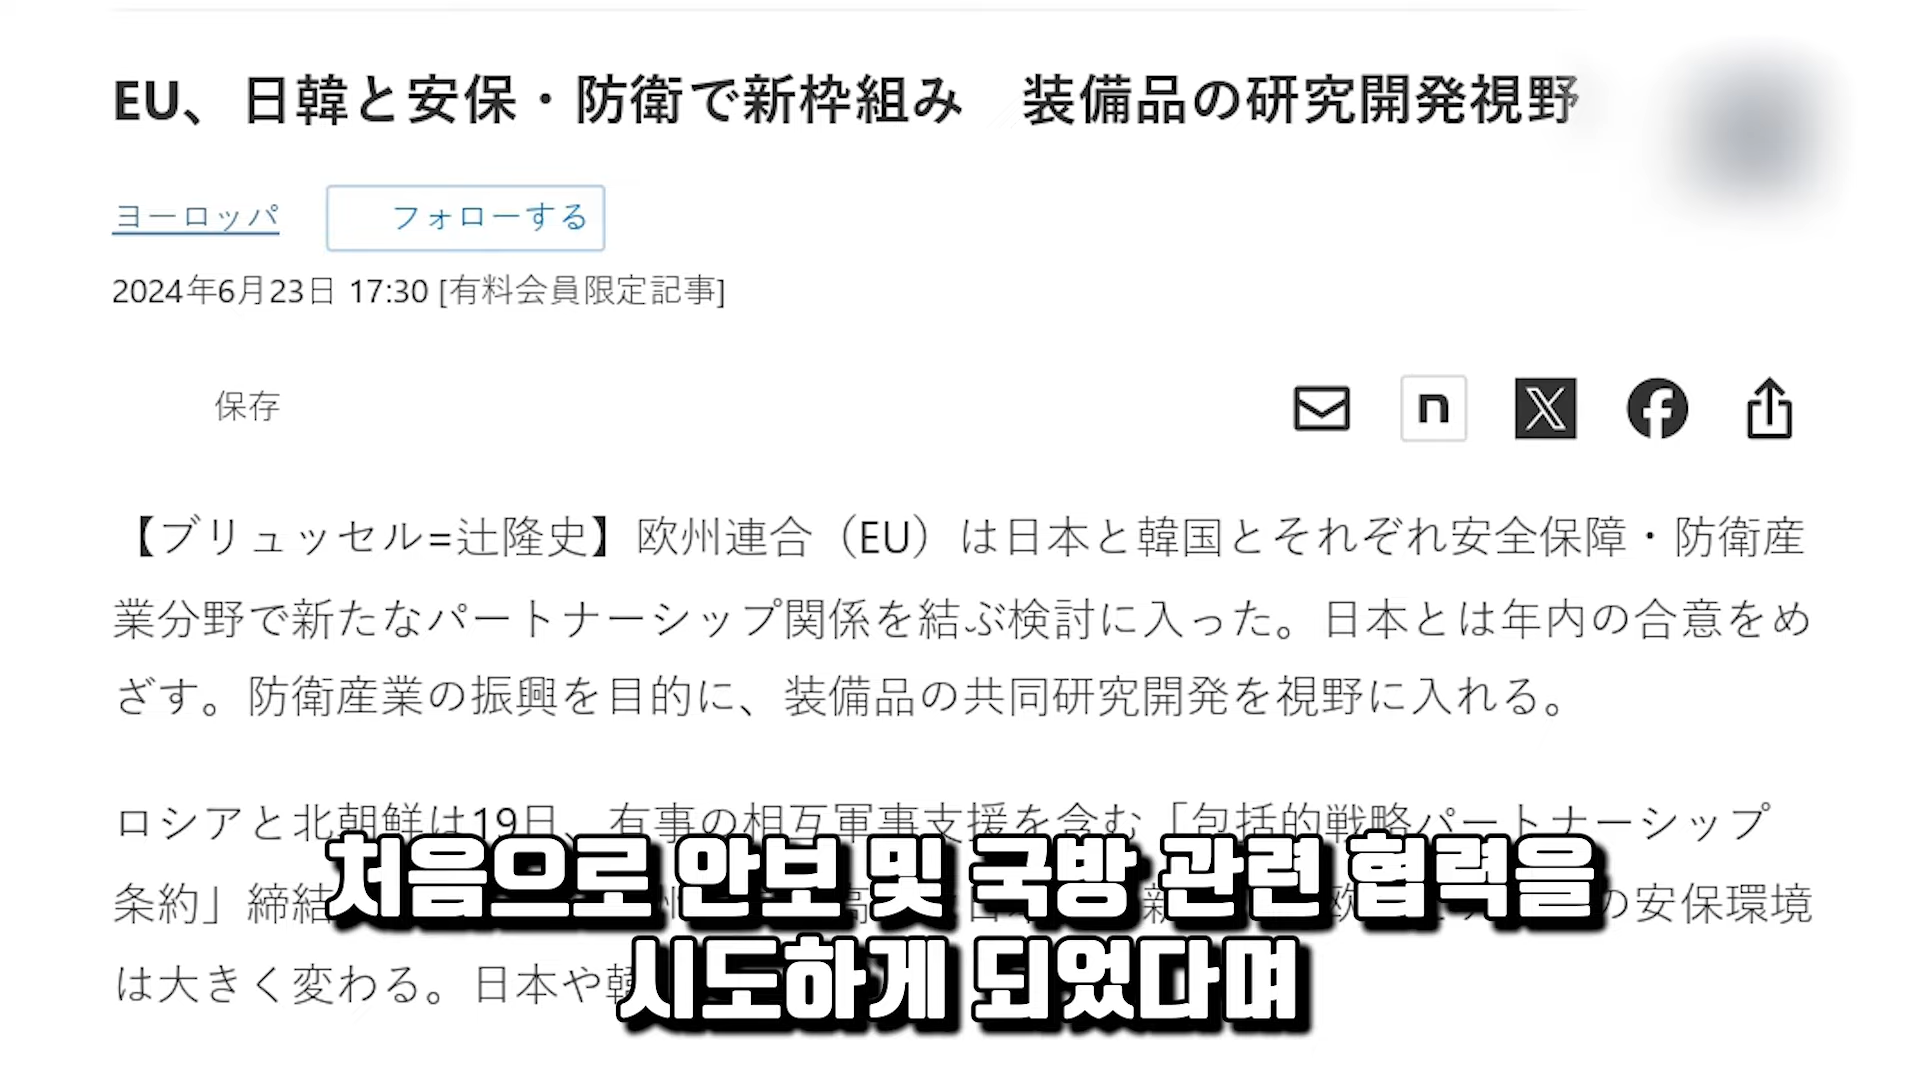 EU、日韓と安保・防衛で新枠組み　装備品の研究開発視野
ヨーロッパ
フォローする
2024年6月23日 17:30 [有料会員限定記事]
保存
n
【ブリュッセル=辻隆史】欧州連合（EU）は日本と韓国とそれぞれ安全保障・防衛産
業分野で新たなパートナーシップ関係を結ぶ検討に入った。日本とは年内の合意をめ
ざす。防衛産業の振興を目的に、装備品の共同研究開発を視野に入れる。
ロシアと北朝鮮は19日、有事の相互軍事支援を含む「包括的戦略パートナーシップ
条約」締結 の安保環境
は大きく変わる。日本や韓
처음으로 안보 및 국방 관련 협력을
시도하게 되었다며